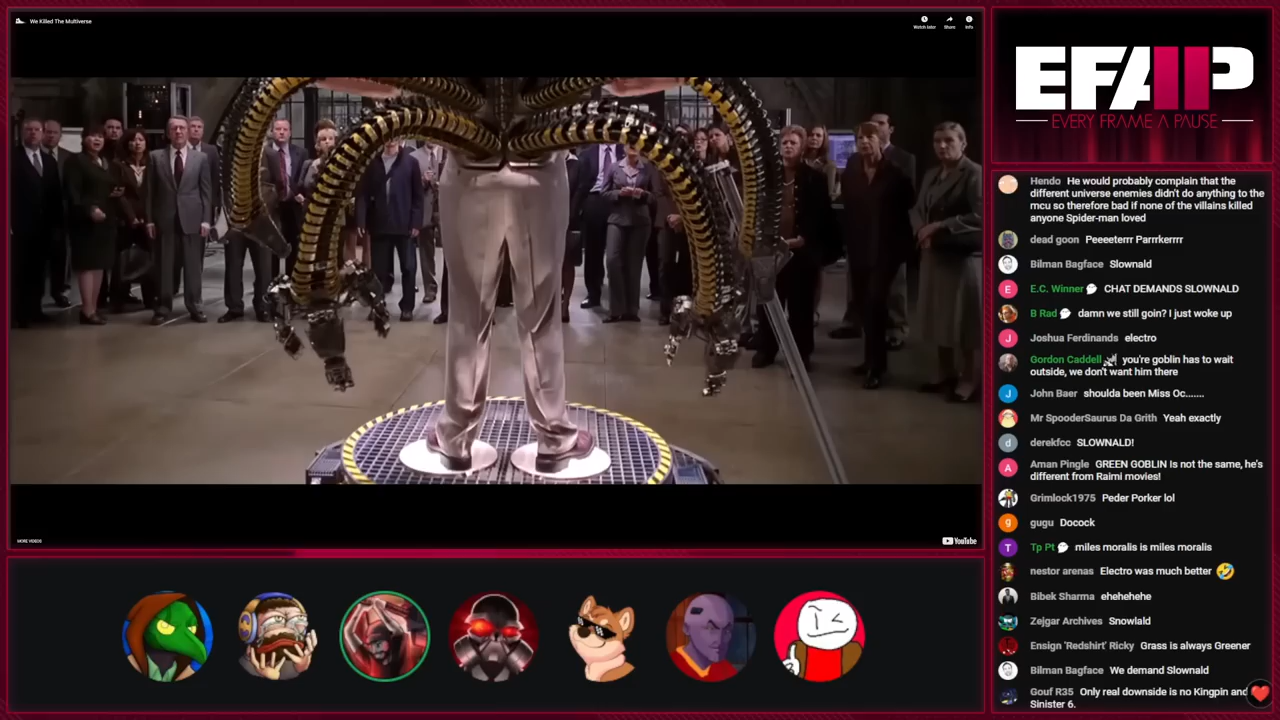 We Killed The Multiverse
Watch later
Share
Info
MORE VIDEOS
YouTube
EFAP
EVERY FRAME A PAUSE
Hendo He would probably complain that the
different universe enemies didn't do anything to the
mcu so therefore bad if none of the villains killed
anyone Spider-man loved
dead goon Peeeeterrr Parrrkerrrr
Bilman Bagface Slownald
E.C. Winner CHAT DEMANDS SLOWNALD
B Rad damn we still goin? I just woke up
Joshua Ferdinands electro
Gordon Caddell you're goblin has to wait
outside, we don't want him there
John Baer shoulda been Miss Oc.......
Mr SpooderSaurus Da Grith Yeah exactly
derekfcc SLOWNALD!
Aman Pingle GREEN GOBLIN is not the same, he's
different from Raimi movies!
Grimlock1975 Peder Porker lol
gugu Docock
Tp Pt miles moralis is miles moralis
nestor arenas Electro was much better 🤣
Bibek Sharma ehehehehe
Zejgar Archives Snowlald
Ensign 'Redshirt' Ricky Grass is always Greener
Bilman Bagface We demand Slownald
Gouf R35 Only real downside is no Kingpin and
Sinister 6.